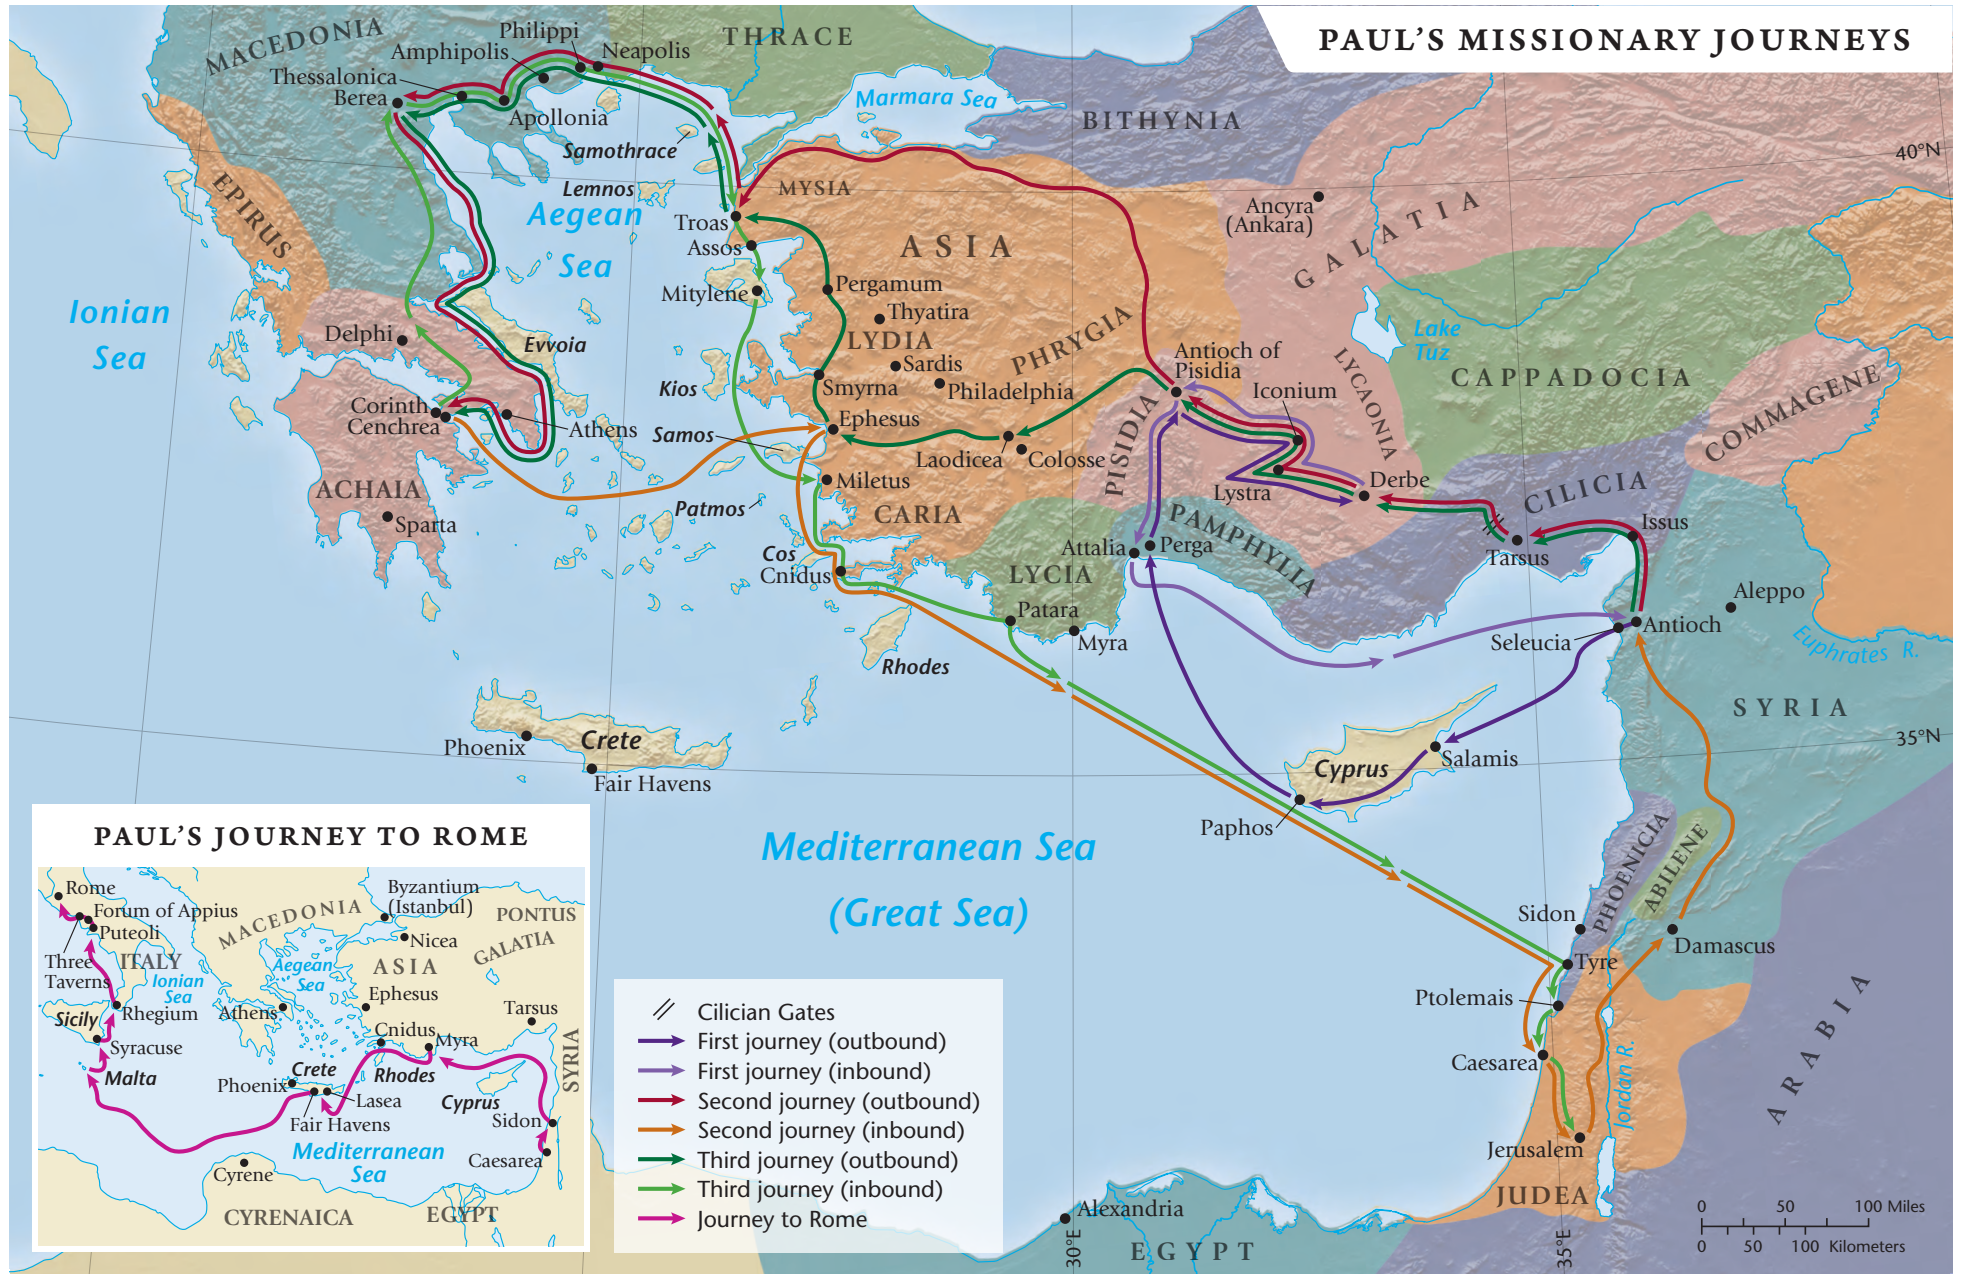 PAUL'S MISSIONARY JOURNEYS
MACEDONIA
THRACE
Philippi
Amphipolis
Neapolis
Thessalonica
Berea
Apollonia
Samothrace
Marmara Sea
BITHYNIA
40°N
EPIRUS
Lemnos
Aegean
Sea
MYSIA
Troas
Assos
ASIA
Ancyra
(Ankara)
GALATIA
Ionian
Sea
Mitylene
Pergamum
Thyatira
LYDIA
PHRYGIA
Lake
Tuz
Delphi
Evvoia
Sardis
Antioch of
Pisidia
LYCAONIA
CAPPADOCIA
COMMAGENE
Kios
Smyrna
Philadelphia
Iconium
Corinth
Cenchrea
Athens
Ephesus
Samos
Laodicea
Colosse
PISIDIA
Lystra
Derbe
CILICIA
ACHAIA
Sparta
Patmos
Miletus
CARIA
PAMPHYLIA
Issus
Tarsus
Cos
Cnidus
Attalia
Perga
LYCIA
Aleppo
Patara
Myra
Seleucia
Antioch
Euphrates R.
Rhodes
SYRIA
35°N
Phoenix
Crete
Fair Havens
Cyprus
Salamis
Paphos
Mediterranean Sea
(Great Sea)
PHOENICIA
ABILENE
Sidon
Damascus
Tyre
Ptolemais
Caesarea
Jordan R.
ARABIA
Jerusalem
JUDEA
Alexandria
EGYPT
30°E
35°E
0 50 100 Miles
0 50 100 Kilometers
PAUL'S JOURNEY TO ROME
Rome
Forum of Appius
Puteoli
Three
Taverns
ITALY
Ionian
Sea
MACEDONIA
Byzantium
(Istanbul)
PONTUS
Nicea
GALATIA
Aegean
Sea
ASIA
Ephesus
Sicily
Rhegium
Athens
Tarsus
Syracuse
Cnidus
Myra
SYRIA
Malta
Phoenix
Crete
Rhodes
Lasea
Cyprus
Fair Havens
Sidon
Mediterranean
Sea
Caesarea
Cyrene
CYRENAICA
EGYPT
Cilician Gates
First journey (outbound)
First journey (inbound)
Second journey (outbound)
Second journey (inbound)
Third journey (outbound)
Third journey (inbound)
Journey to Rome